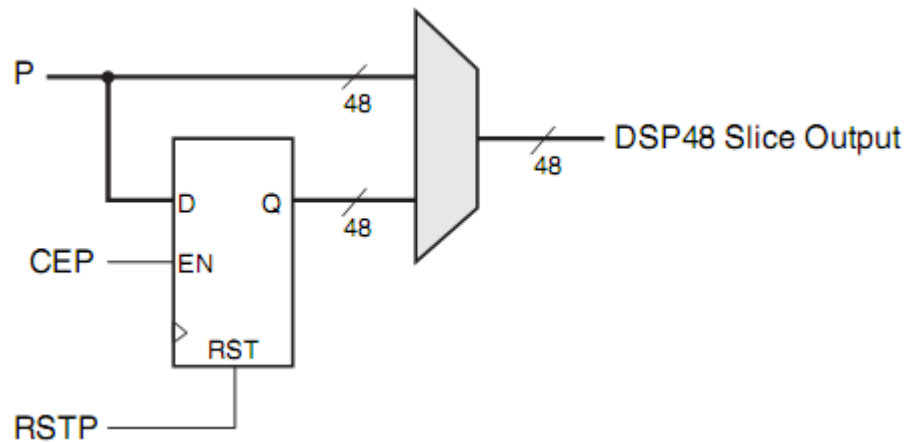 P
48
DSP48 Slice Output
48
D
Q
48
CEP
EN
RST
RSTP